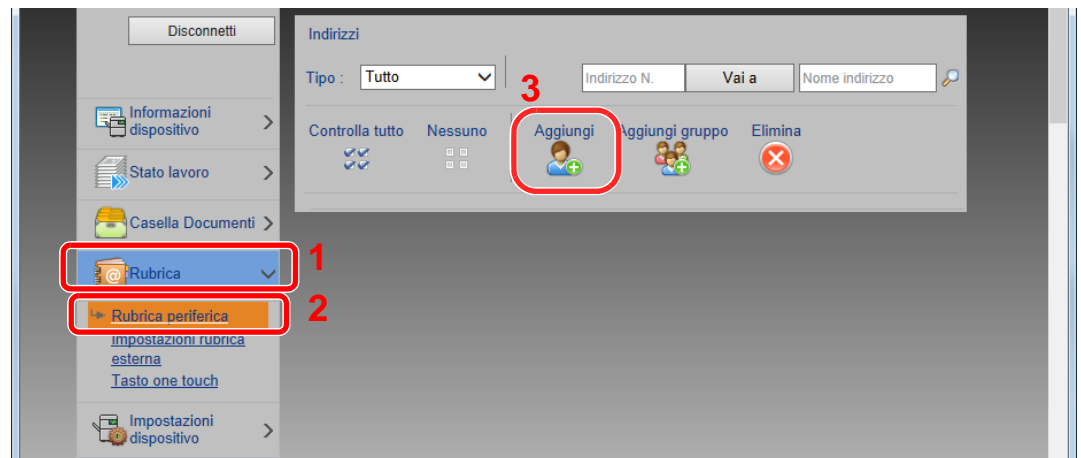 Disconnetti
Indirizzi
Tipo : Tutto
Indirizzo N.
Vai a
Nome indirizzo
3
Informazioni
dispositivo
Controlla tutto
Nessuno
Aggiungi
Aggiungi gruppo
Elimina
Stato lavoro
Casella Documenti
1
Rubrica
@
2
Rubrica periferica
Impostazioni rubrica
esterna
Tasto one touch
Impostazioni
dispositivo